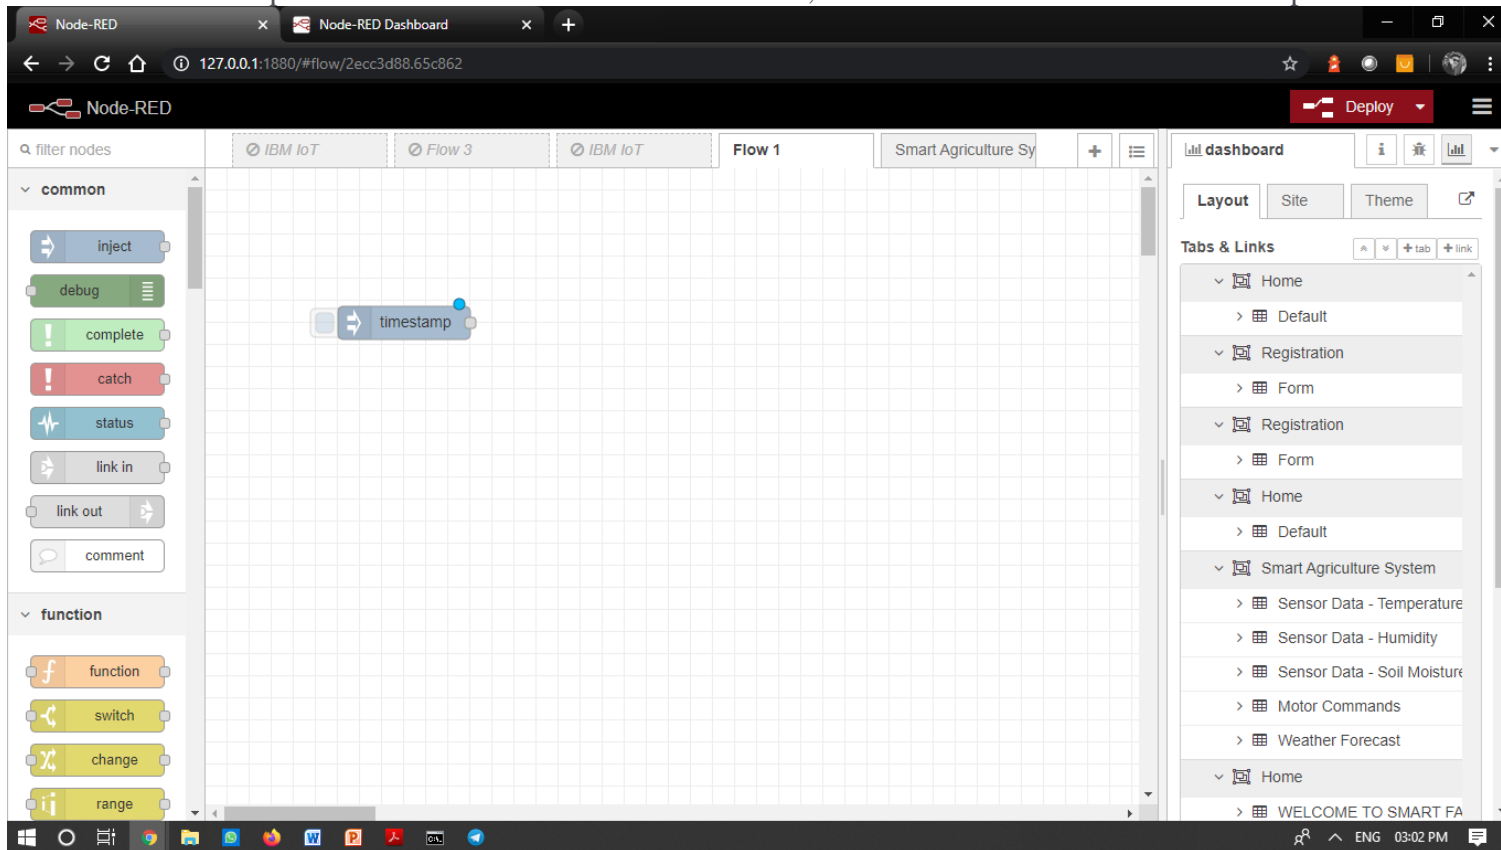 Node-RED
Node-RED Dashboard
127.0.0.1:1880/#flow/2ecc3d88.65c862
Node-RED
Deploy
filter nodes
IBM IoT
Flow 3
IBM IoT
Flow 1
Smart Agriculture Sy
dashboard
common
Layout
Site
Theme
inject
Tabs & Links
tab
link
debug
Home
Default
complete
timestamp
Registration
catch
Form
status
Registration
link in
Form
link out
Home
Default
comment
Smart Agriculture System
function
Sensor Data - Temperature
Sensor Data - Humidity
function
Sensor Data - Soil Moisture
switch
Motor Commands
change
Weather Forecast
Home
range
WELCOME TO SMART FA
ENG
03:02 PM